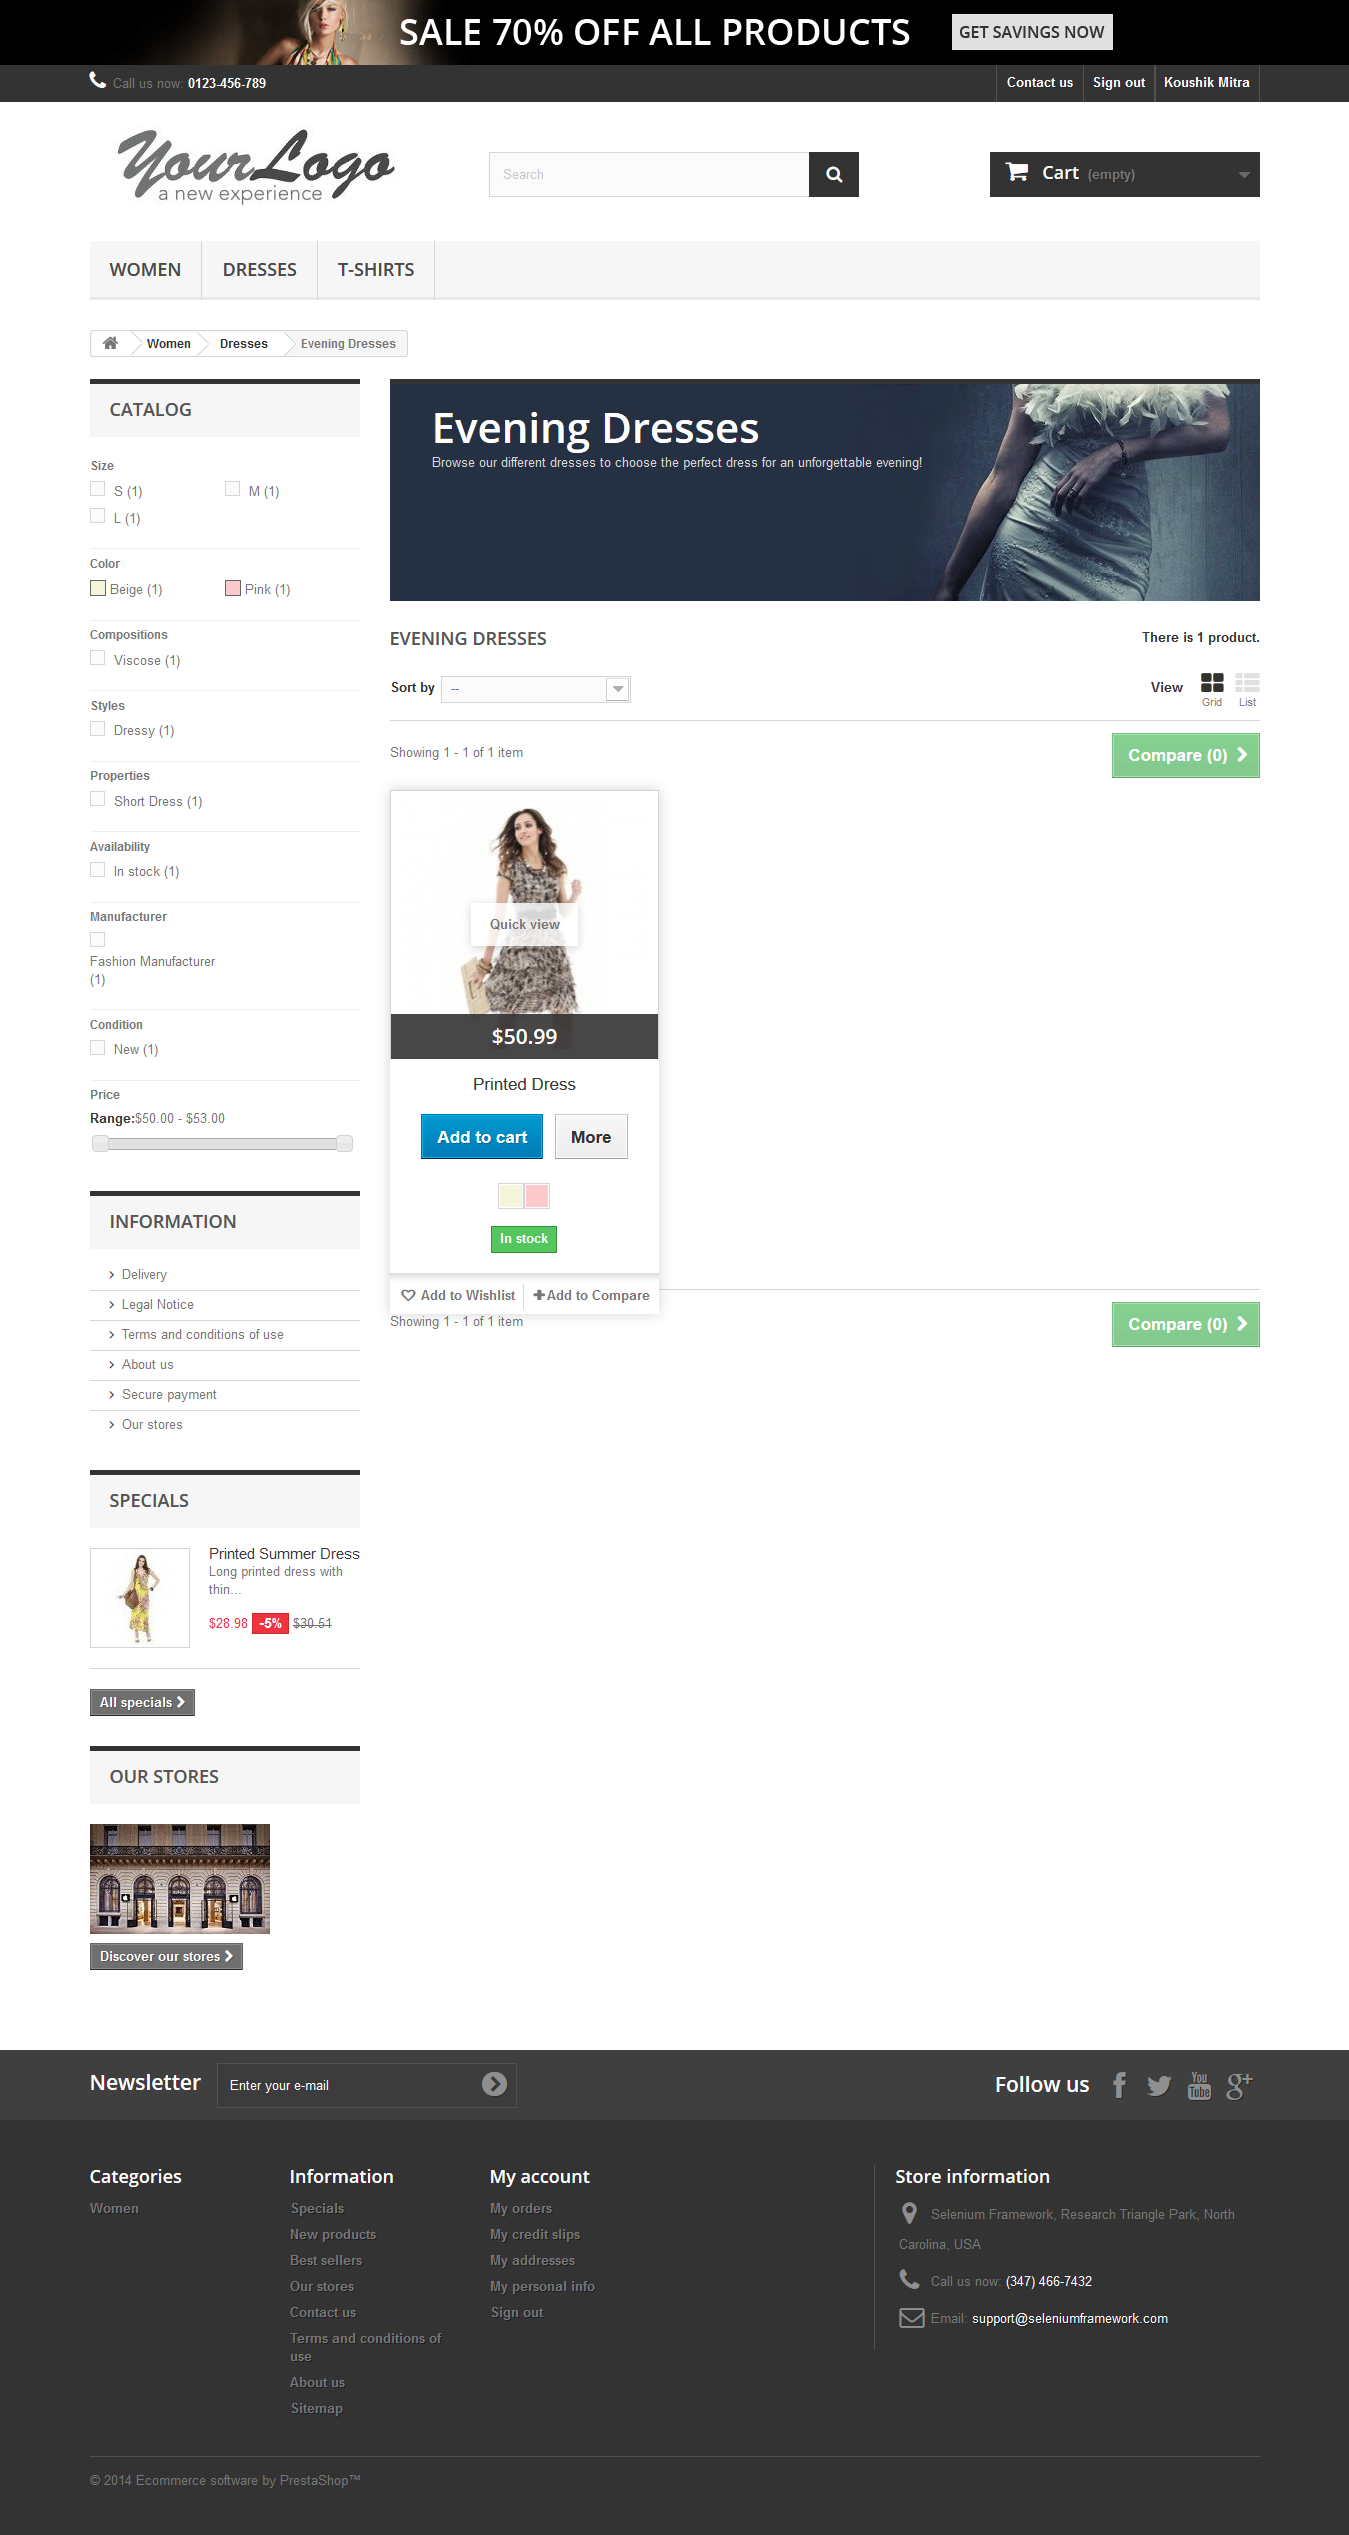 SALE 70% OFF ALL PRODUCTS GET SAVINGS NOW
Call us now: 0123-456-789 Contact us Sign out Koushik Mitra
YourLogo
a new experience
Search
Cart (empty)
WOMEN DRESSES T-SHIRTS
Women Dresses Evening Dresses
CATALOG
Size
S (1) M (1)
L (1)
Color
Beige (1) Pink (1)
Compositions
Viscose (1)
Styles
Dressy (1)
Properties
Short Dress (1)
Availability
In stock (1)
Manufacturer
Fashion Manufacturer
(1)
Condition
New (1)
Price
Range:$50.00 - $53.00
INFORMATION
Delivery
Legal Notice
Terms and conditions of use
About us
Secure payment
Our stores
SPECIALS
Printed Summer Dress
Long printed dress with
thin...
$28.98 -5% $30.51
All specials
OUR STORES
Discover our stores
Evening Dresses
Browse our different dresses to choose the perfect dress for an unforgettable evening!
EVENING DRESSES There is 1 product.
Sort by -- View Grid List
Showing 1 - 1 of 1 item Compare (0)
Quick view
$50.99
Printed Dress
Add to cart More
In stock
Add to Wishlist Add to Compare
Showing 1 - 1 of 1 item Compare (0)
Newsletter Enter your e-mail Follow us You Tube
Categories
Women
Information
Specials
New products
Best sellers
Our stores
Contact us
Terms and conditions of
use
About us
Sitemap
My account
My orders
My credit slips
My addresses
My personal info
Sign out
Store information
Selenium Framework, Research Triangle Park, North
Carolina, USA
Call us now: (347) 466-7432
Email: support@seleniumframework.com
© 2014 Ecommerce software by PrestaShop™